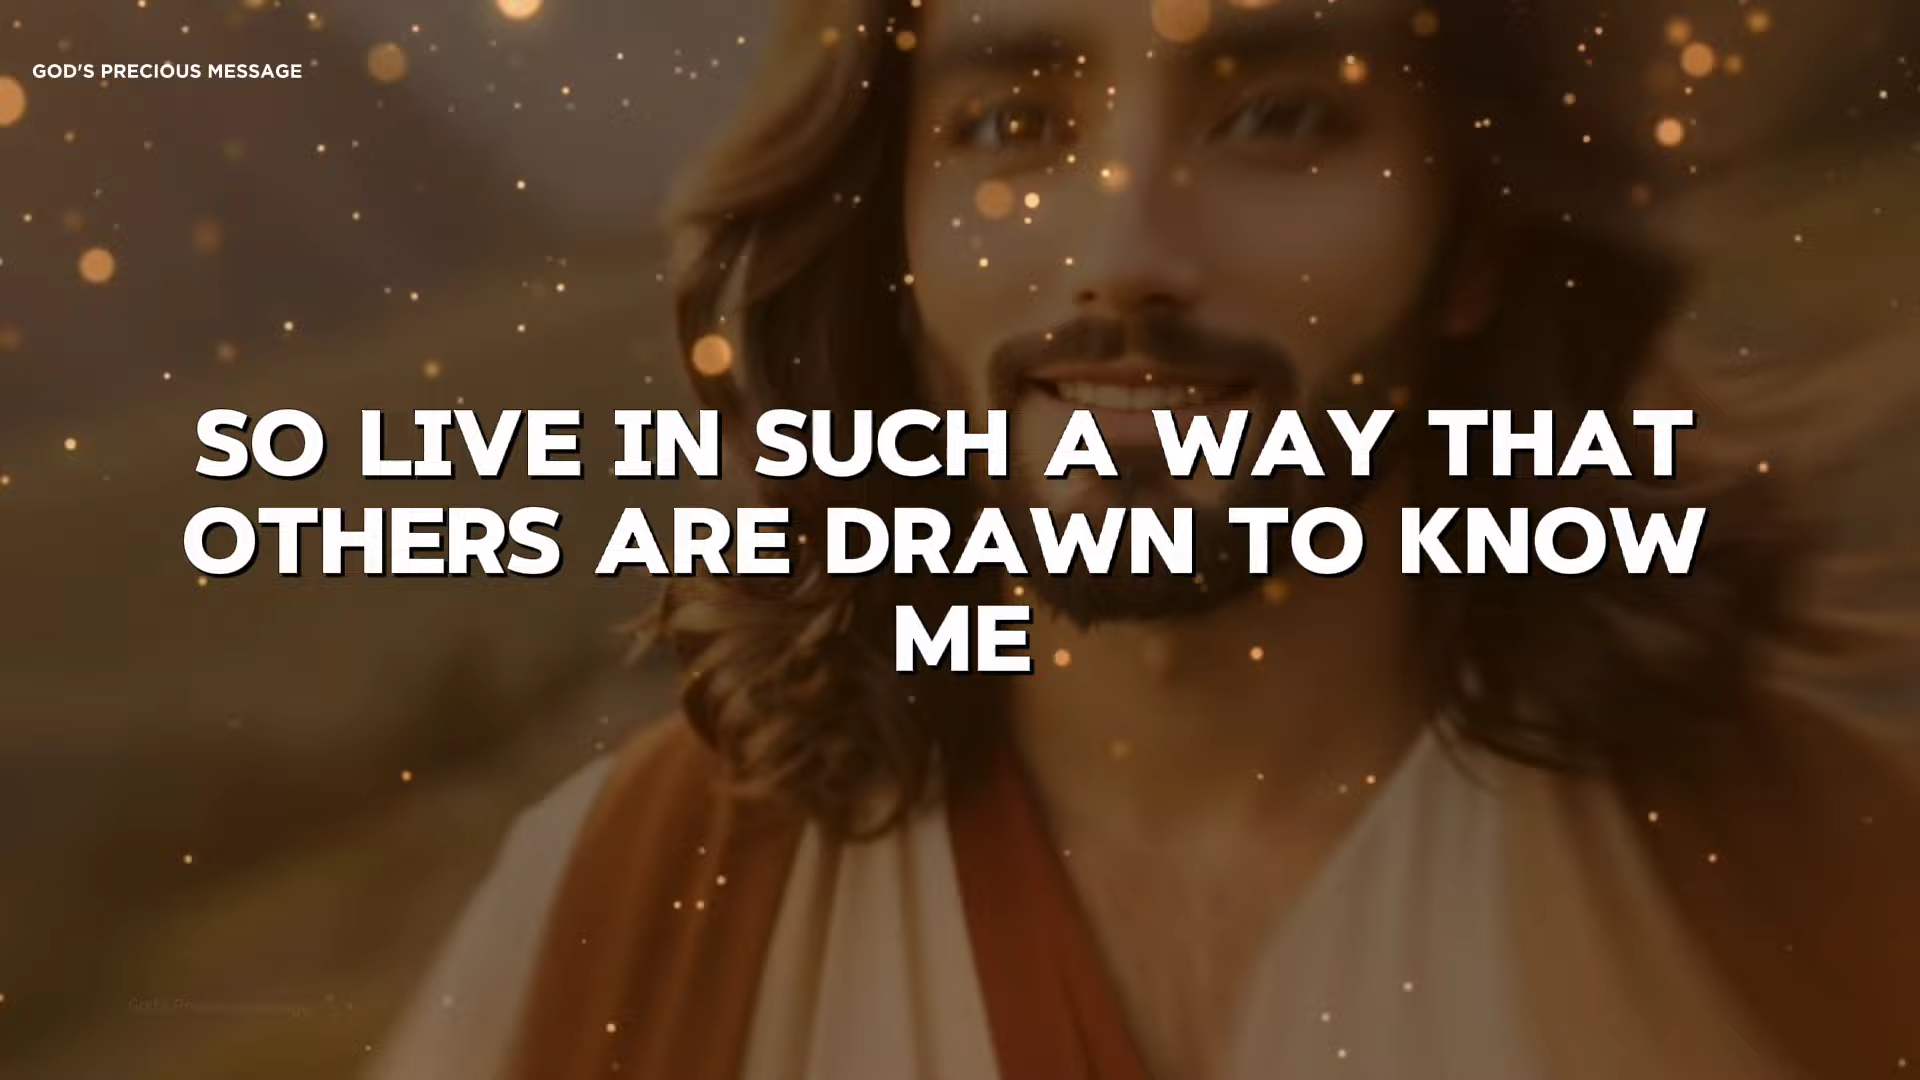 GOD'S PRECIOUS MESSAGE
SO LIVE IN SUCH A WAY THAT
OTHERS ARE DRAWN TO KNOW
ME